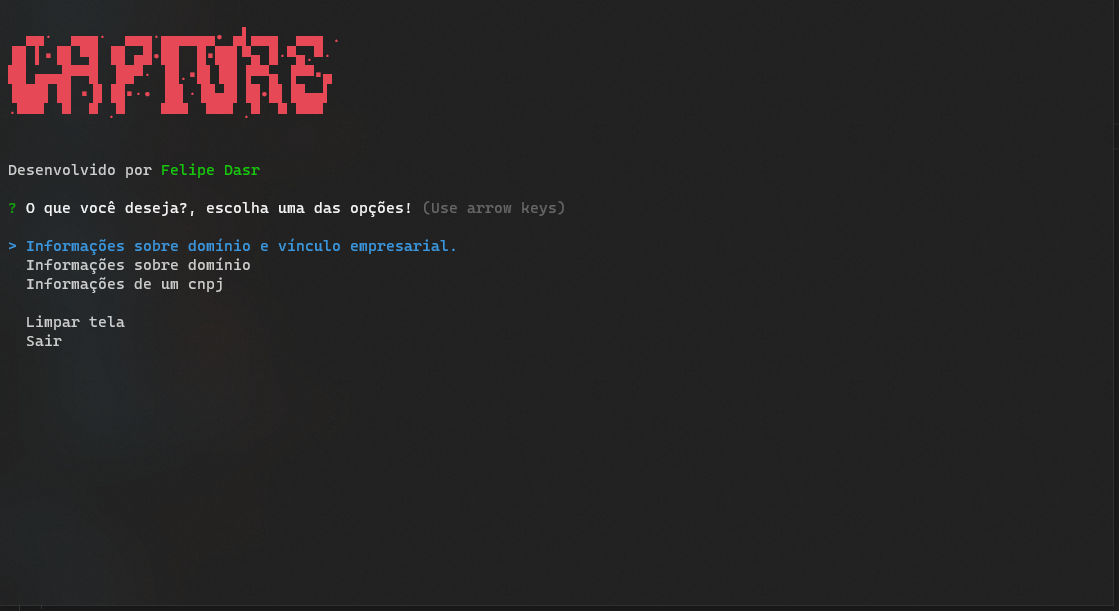 CAPTURE
Desenvolvido por Felipe Dasr
? O que você deseja?, escolha uma das opções! (Use arrow keys)
> Informações sobre domínio e vínculo empresarial.
Informações sobre domínio
Informações de um cnpj
Limpar tela
Sair